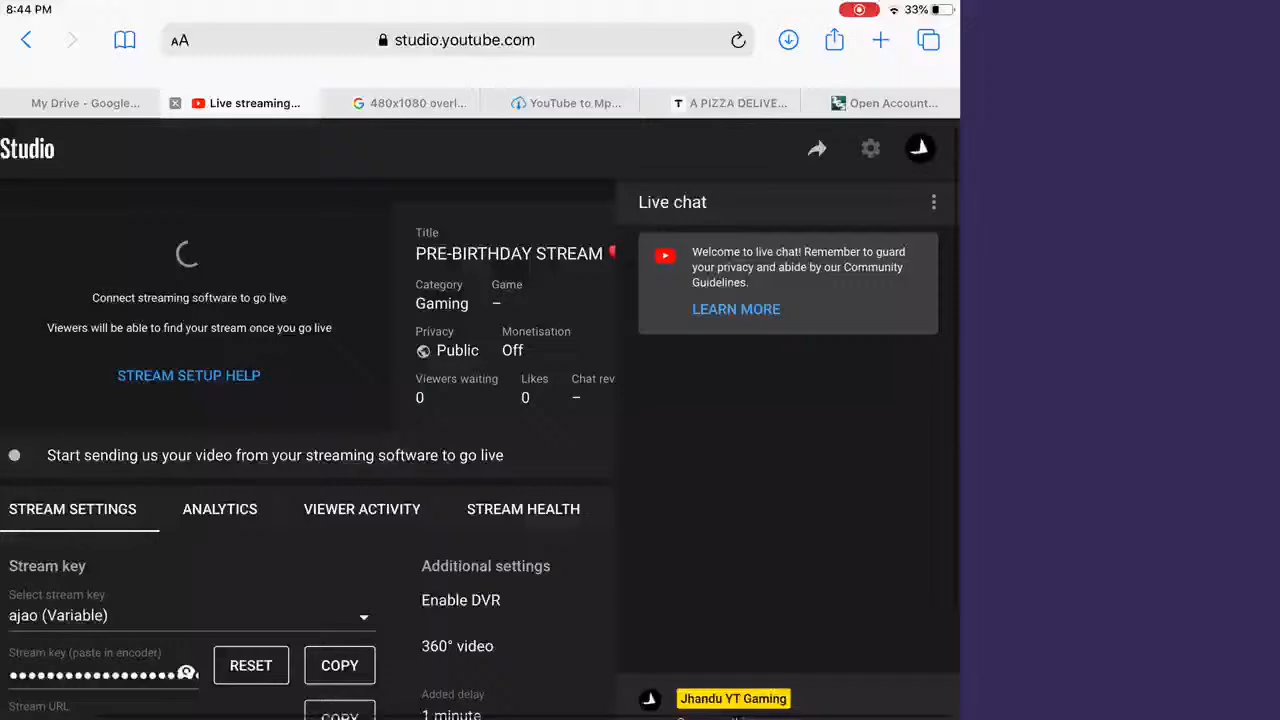 8:44 PM
33%
AA
studio.youtube.com
My Drive - Google...
Live streaming...
480x1080 overl...
YouTube to Mp...
A PIZZA DELIVE...
Open Account...
Studio
Connect streaming software to go live
Viewers will be able to find your stream once you go live
STREAM SETUP HELP
Title
PRE-BIRTHDAY STREAM
Category Game
Gaming –
Privacy Monetisation
Public Off
Viewers waiting Likes Chat rev
0 0 –
Live chat
Welcome to live chat! Remember to guard
your privacy and abide by our Community
Guidelines.
LEARN MORE
Start sending us your video from your streaming software to go live
STREAM SETTINGS ANALYTICS VIEWER ACTIVITY STREAM HEALTH
Stream key
Select stream key
ajao (Variable)
Stream key (paste in encoder)
RESET COPY
Stream URL
COPY
Additional settings
Enable DVR
360° video
Added delay
1 minute
Jhandu YT Gaming